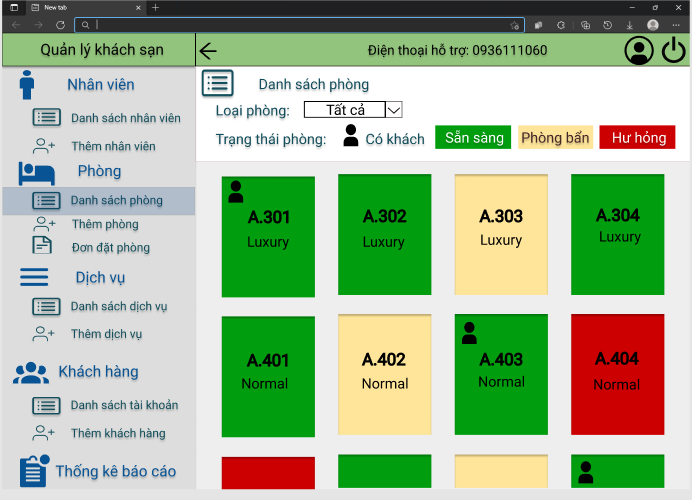 New tab
Quản lý khách sạn
Điện thoại hỗ trợ: 0936111060
Nhân viên
Danh sách nhân viên
Thêm nhân viên
Phòng
Danh sách phòng
Thêm phòng
Đơn đặt phòng
Dịch vụ
Danh sách dịch vụ
Thêm dịch vụ
Khách hàng
Danh sách tài khoản
Thêm khách hàng
Thống kê báo cáo
Danh sách phòng
Loại phòng: Tất cả
Trạng thái phòng: Có khách Sẵn sàng Phòng bẩn Hư hỏng
A.301 A.302 A.303 A.304
Luxury Luxury Luxury Luxury
A.401 A.402 A.403 A.404
Normal Normal Normal Normal